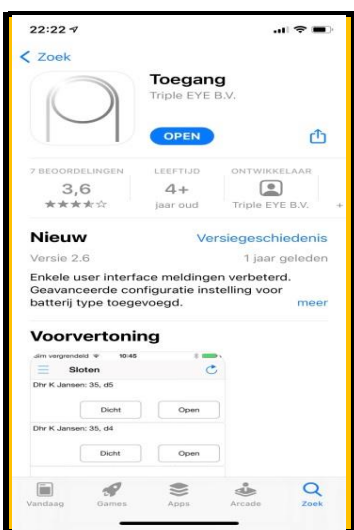 22:22
Zoek
Toegang
Triple EYE B.V.
OPEN
7 BEOORDELINGEN LEEFTIJD ONTWIKKELAAR
3,6 4+
jaar oud Triple EYE B.V.
Nieuw Versiegeschiedenis
Versie 2.6 1 jaar geleden
Enkele user interface meldingen verbeterd.
Geavanceerde configuratie instelling voor
batterij type toegevoegd. meer
Voorvertoning
Jim vergrendeld 10:45
Sloten
Dhr K Jansen: 35, d5
Dicht Open
Dhr K Jansen: 35, d4
Dicht Open
Vandaag Games Apps Arcade Zoek